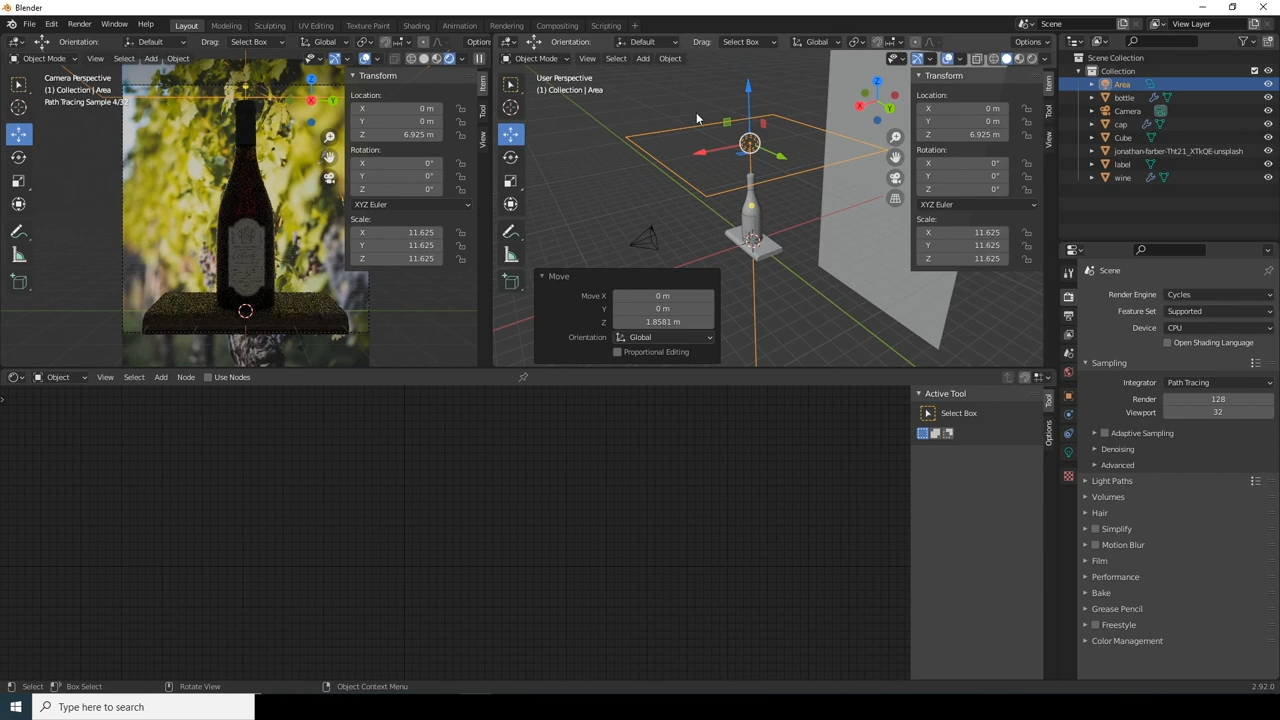 Blender
File Edit Render Window Help Layout Modeling Sculpting UV Editing Texture Paint Shading Animation Rendering Compositing Scripting + Scene View Layer
Orientation: Default Drag: Select Box Global Options
Object Mode View Select Add Object
Camera Perspective
(1) Collection | Area
Path Tracing Sample 4/32
Transform
Location:
X 0 m
Y 0 m
Z 6.925 m
Rotation:
X 0°
Y 0°
Z 0°
XYZ Euler
Scale:
X 11.625
Y 11.625
Z 11.625
Item
Tool
View
Orientation: Default Drag: Select Box Global Options
Object Mode View Select Add Object
User Perspective
(1) Collection | Area
Transform
Location:
X 0 m
Y 0 m
Z 6.925 m
Rotation:
X 0°
Y 0°
Z 0°
XYZ Euler
Scale:
X 11.625
Y 11.625
Z 11.625
Item
Tool
View
Move
Move X 0 m
Y 0 m
Z 1.8581 m
Orientation Global
Proportional Editing
Scene Collection
Collection
Area
bottle
Camera
cap
Cube
jonathan-farber-Tht21_XTkQE-unsplash
label
wine
Scene
Render Engine Cycles
Feature Set Supported
Device CPU
Open Shading Language
Sampling
Integrator Path Tracing
Render 128
Viewport 32
Adaptive Sampling
Denoising
Advanced
Light Paths
Volumes
Hair
Simplify
Motion Blur
Film
Performance
Bake
Grease Pencil
Freestyle
Color Management
Object View Select Add Node Use Nodes
Active Tool
Select Box
Tool
Options
Select Box Select Rotate View Object Context Menu 2.92.0
Type here to search